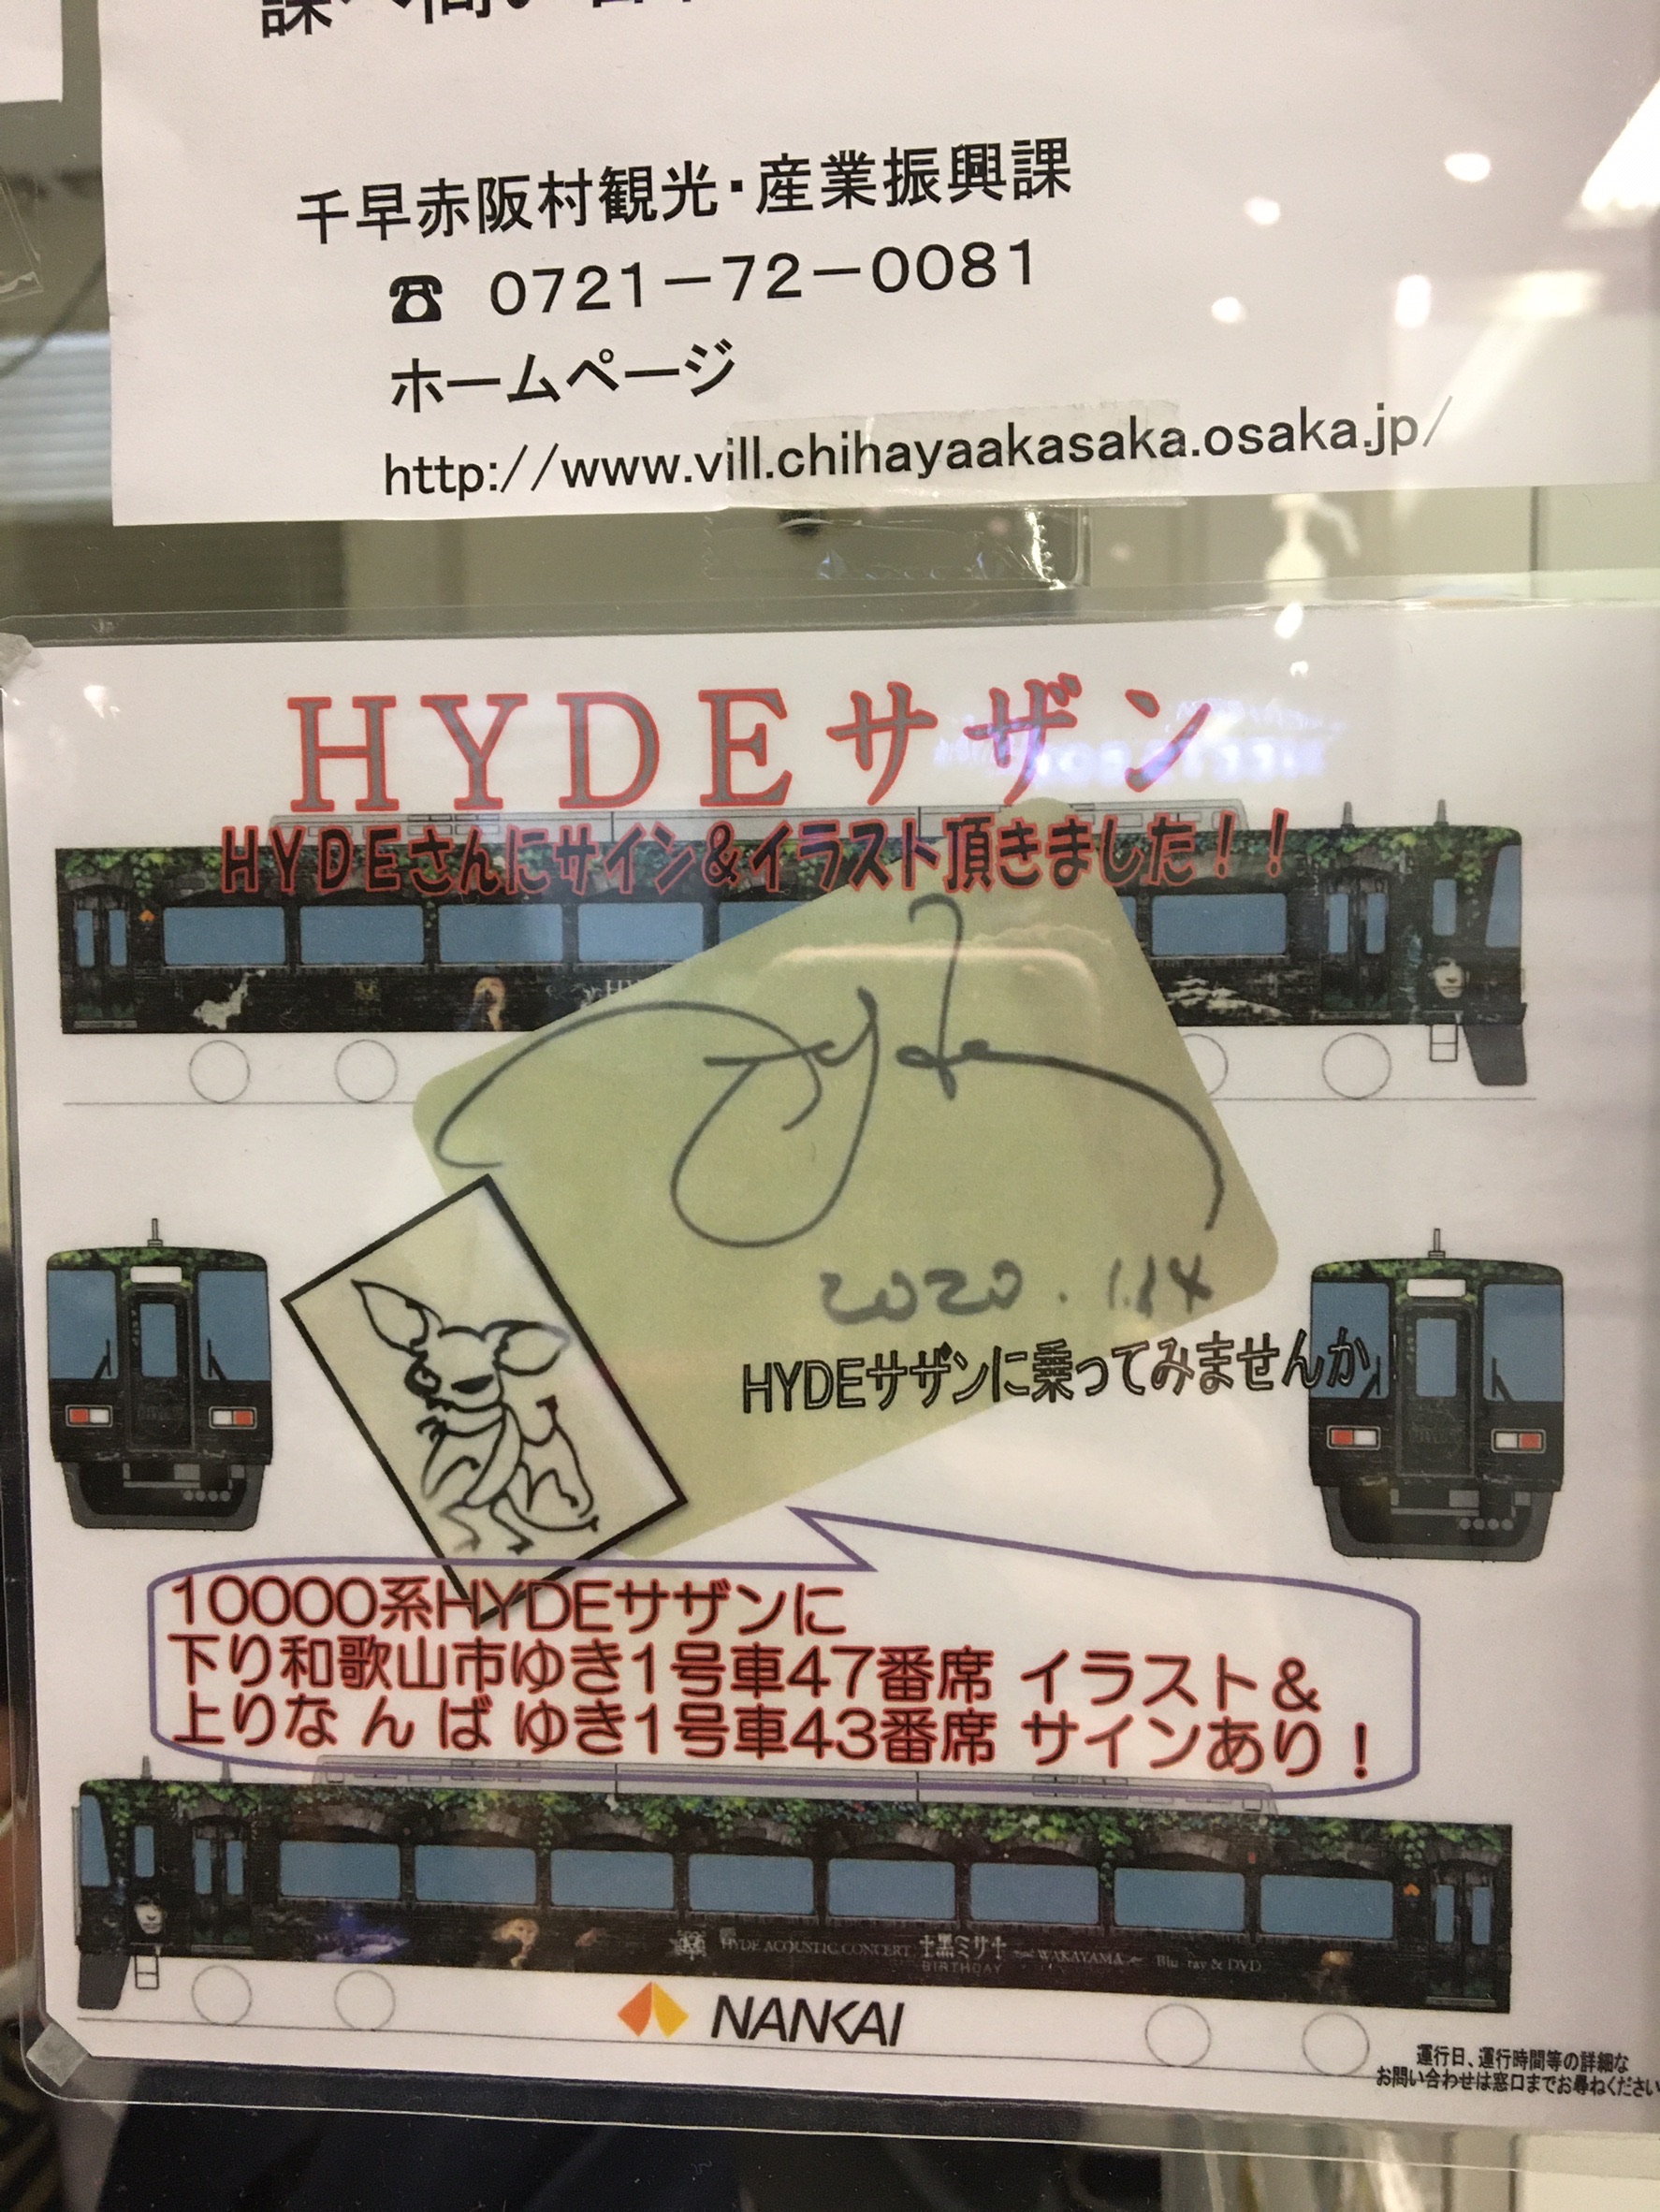 千早赤阪村観光・産業振興課
☎ 0721-72-0081
ホームページ
http://www.vill.chihayaakasaka.osaka.jp/
HYDEサザン
HYDEさんにサイン&イラスト頂きました!!
Hyde
2020.1.14
HYDEサザンに乗ってみませんか
10000系HYDEサザンに
下り和歌山市ゆき1号車47番席 イラスト&
上りなんばゆき1号車43番席 サインあり!
HYDE ACOUSTIC CONCERT 黒ミサ BIRTHDAY WAKAYAMA Blu-ray & DVD
NANKAI
運行日、運行時間等の詳細な
お問い合わせは窓口までお尋ねください